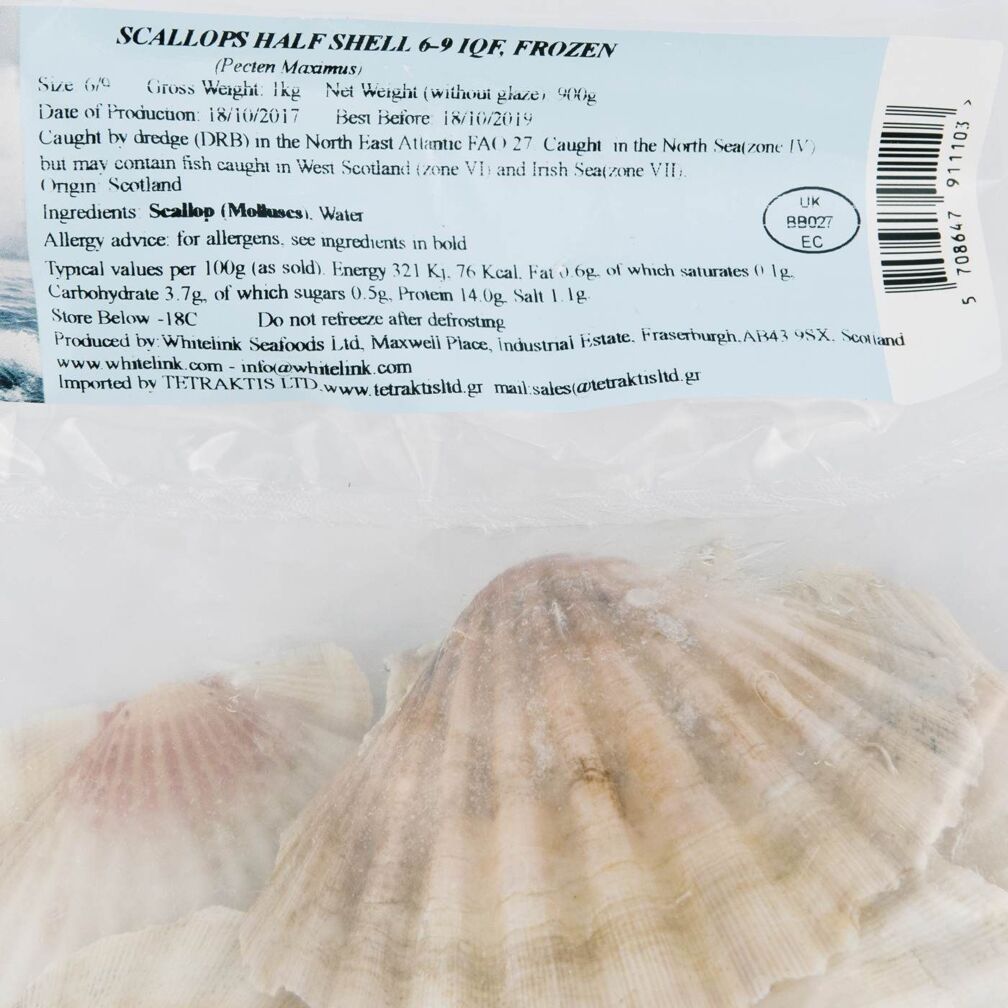 SCALLOPS HALF SHELL 6-9 IQF, FROZEN
(Pecten Maximus)
Size 6/9 Gross Weight: 1kg Net Weight (without glaze) 900g
Date of Production: 18/10/2017 Best Before: 18/10/2019
Caught by dredge (DRB) in the North East Atlantic FAO 27. Caught in the North Sea(zone IV)
but may contain fish caught in West Scotland (zone VI) and Irish Sea(zone VII).
Origin: Scotland
Ingredients: Scallop (Molluscs), Water
Allergy advice: for allergens, see ingredients in bold
Typical values per 100g (as sold). Energy 321 Kj, 76 Kcal, Fat 0.6g, of which saturates 0.1g,
Carbohydrate 3.7g, of which sugars 0.5g, Protein 14.0g, Salt 1.1g
Store Below -18C Do not refreeze after defrosting
Produced by:Whitelink Seafoods Ltd, Maxwell Place, Industrial Estate, Fraserburgh,AB43 9SX, Scotland
www.whitelink.com - info@whitelink.com
Imported by TETRAKTIS LTD,www.tetraktisltd.gr mail:sales@tetraktisltd.gr
UK
BB027
EC
5 708647 911103 >